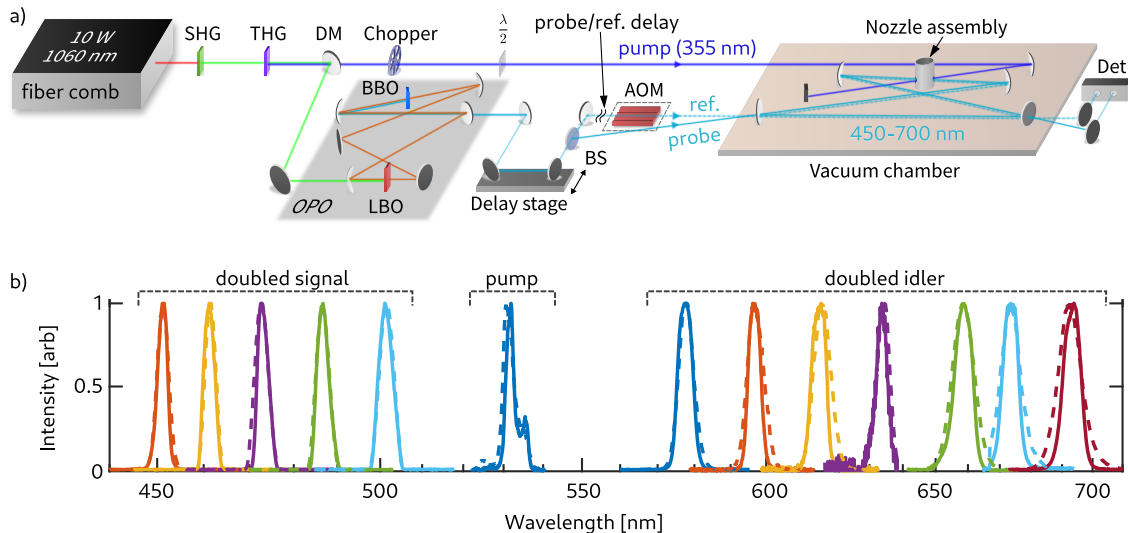 a)
10 W
1060 nm
fiber comb
SHG
THG
DM
Chopper
λ/2
probe/ref. delay
pump (355 nm)
Nozzle assembly
Det
BBO
AOM
ref.
probe
450-700 nm
BS
OPO
LBO
Delay stage
Vacuum chamber
b)
doubled signal
pump
doubled idler
Intensity [arb]
1
0.5
0
450
500
550
600
650
700
Wavelength [nm]